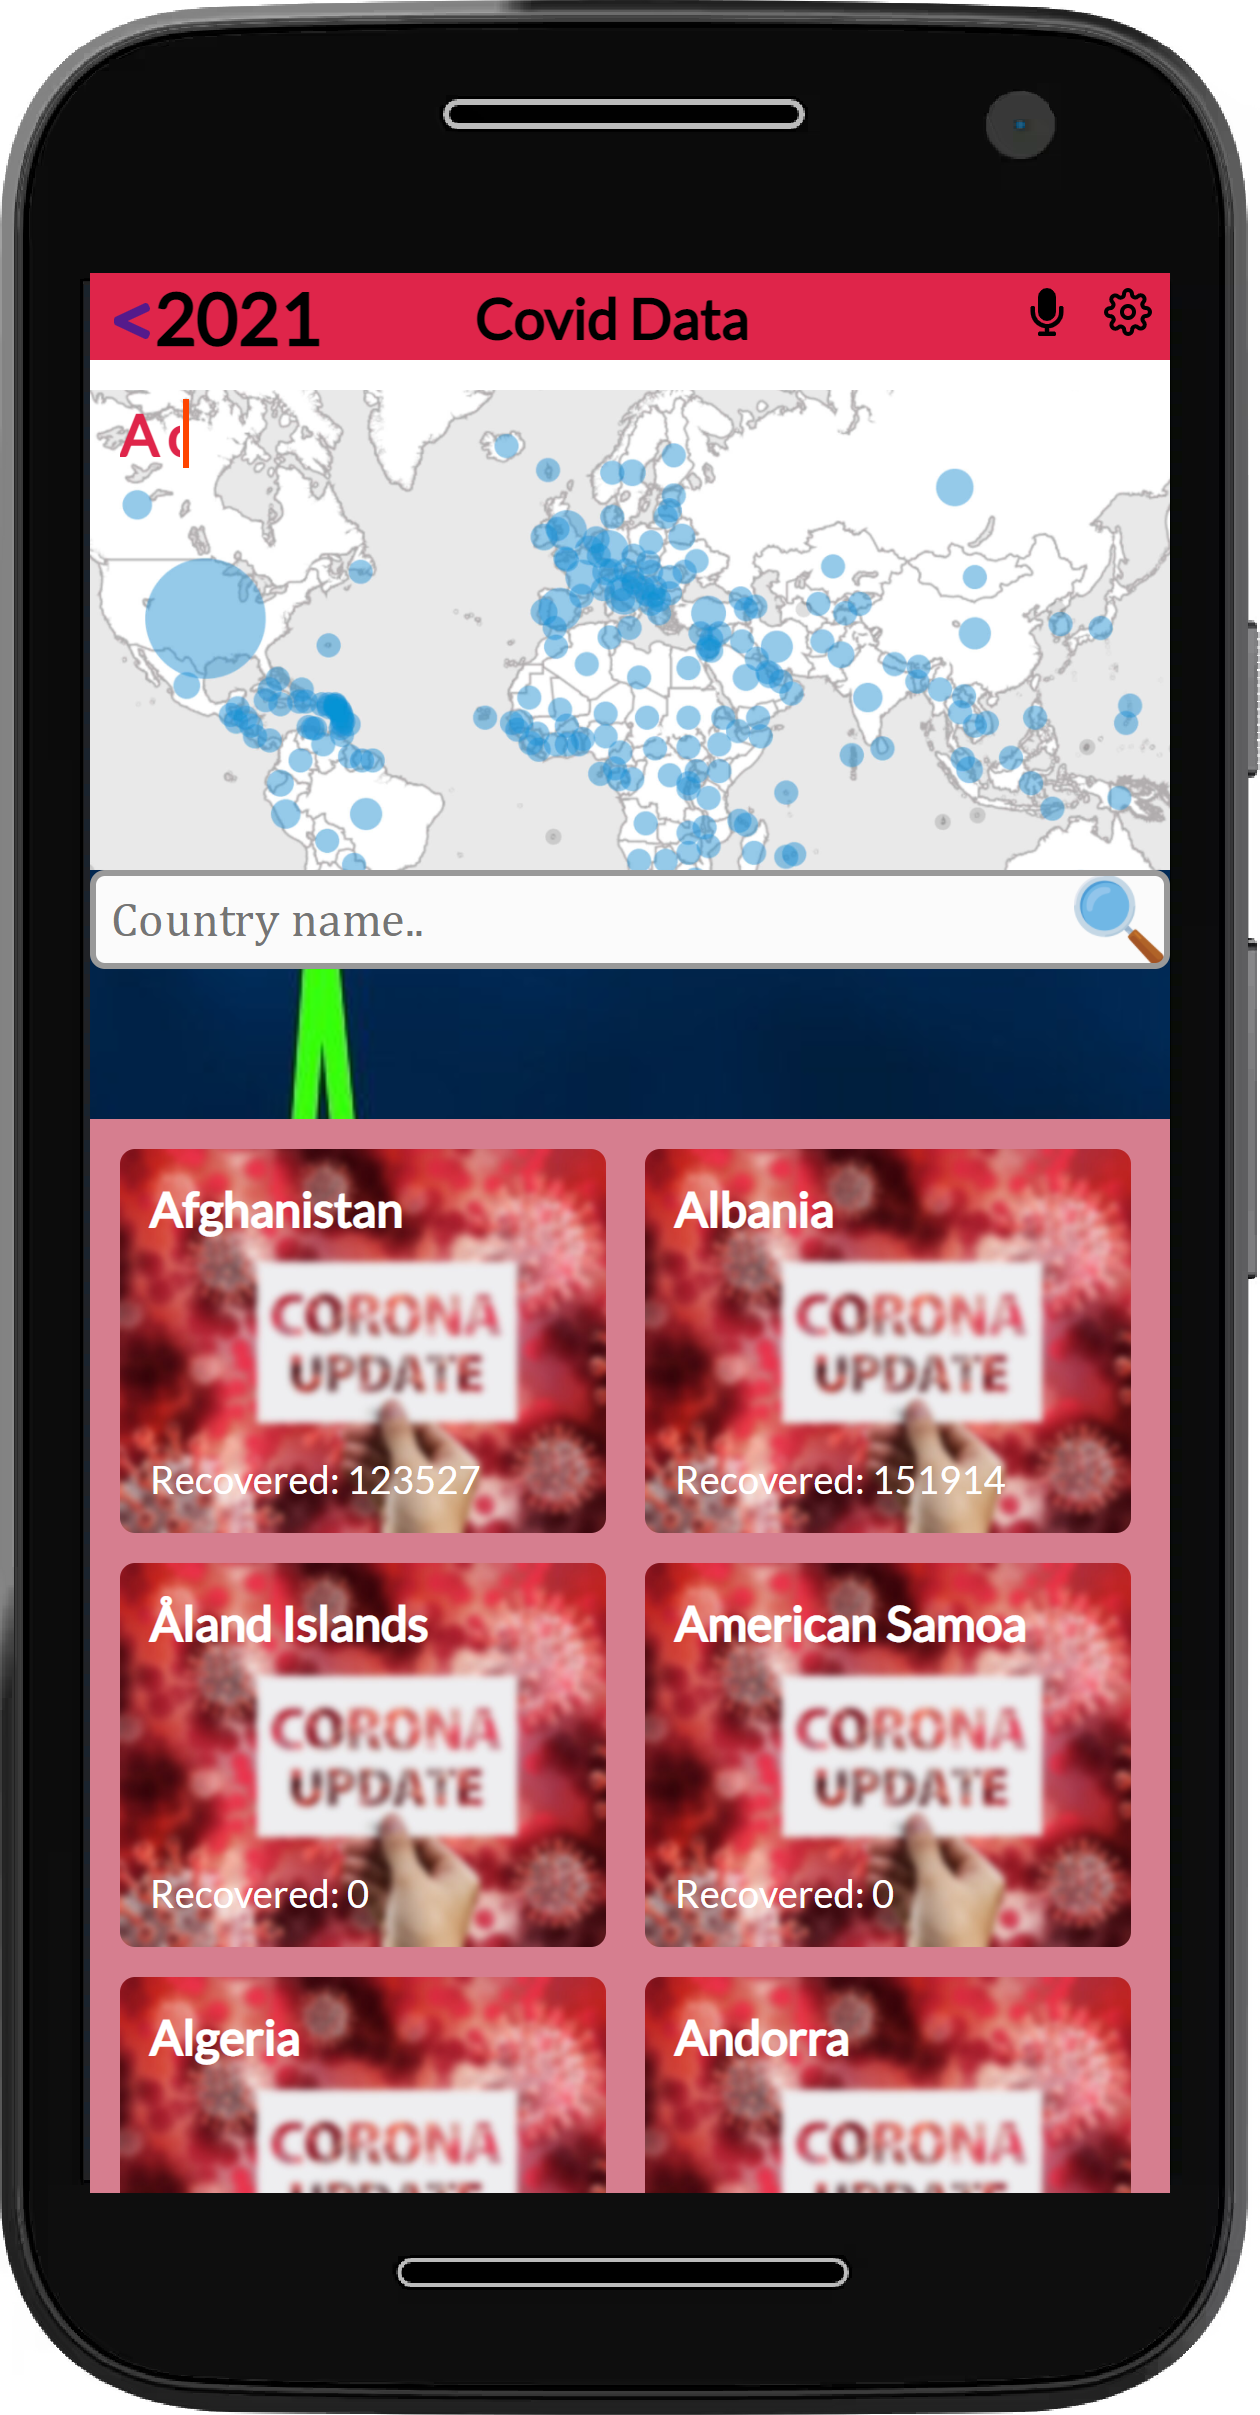 <2021 Covid Data
A
Country name..
Afghanistan
CORONA
UPDATE
Recovered: 123527
Albania
CORONA
UPDATE
Recovered: 151914
Åland Islands
CORONA
UPDATE
Recovered: 0
American Samoa
CORONA
UPDATE
Recovered: 0
Algeria
CORONA
Andorra
CORONA